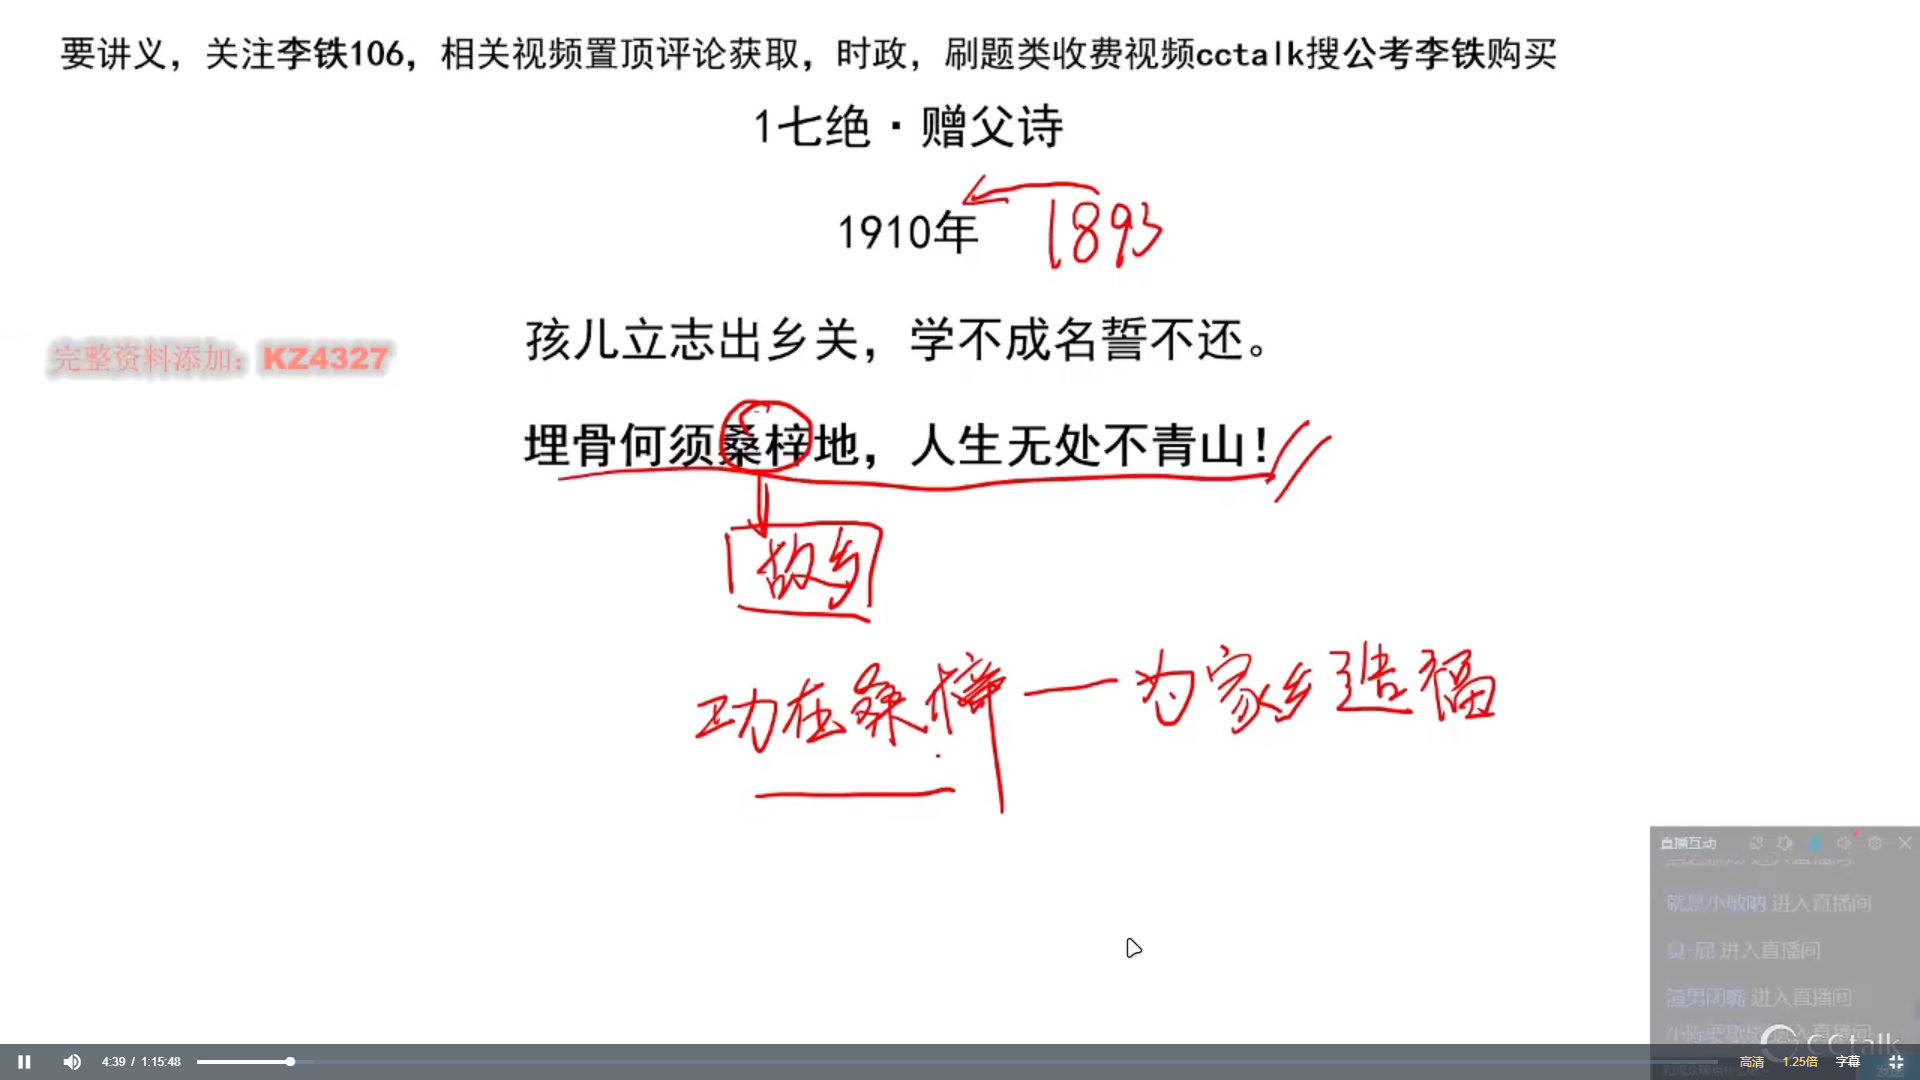 要讲义，关注李铁106，相关视频置顶评论获取，时政，刷题类收费视频cctalk搜公考李铁购买
1七绝·赠父诗
1910年 1893
孩儿立志出乡关，学不成名誓不还。
完整资料添加：KZ4327
埋骨何须桑梓地，人生无处不青山！
故乡
功在桑梓——为家乡造福
直播互动
就是小敏呐 进入直播间
臭-屁 进入直播间
渣男闭嘴 进入直播间
进入直播间
CCtalk
4:39 / 1:15:48 高清 1.25倍 字幕